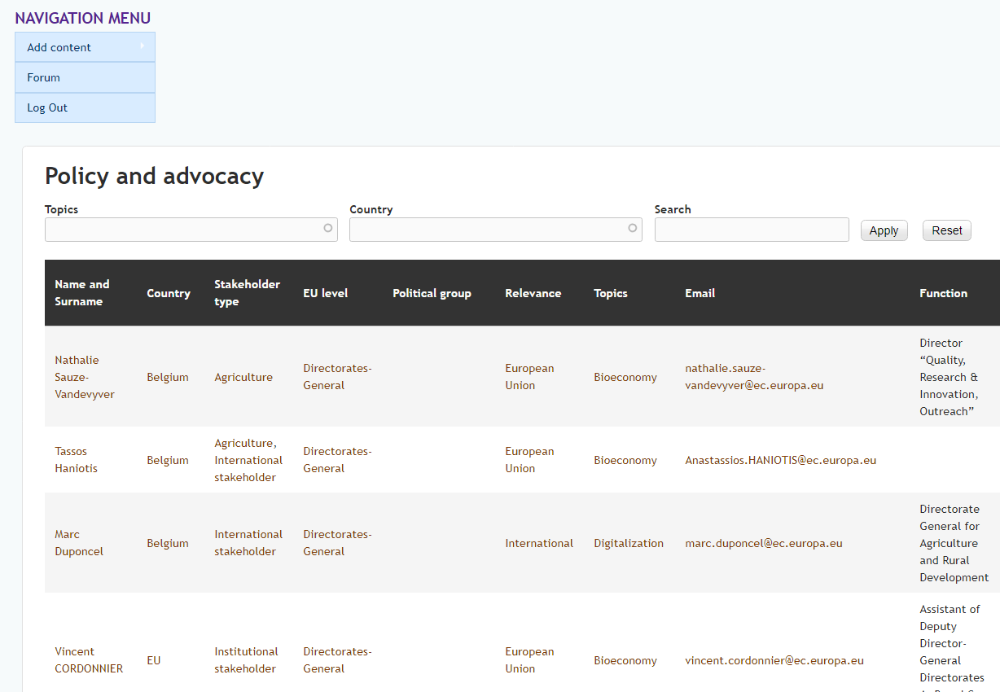 NAVIGATION MENU
Add content
Forum
Log Out
Policy and advocacy
Topics Country Search
Apply Reset
Name and Surname Country Stakeholder type EU level Political group Relevance Topics Email Function
Nathalie Sauze-Vandevyver Belgium Agriculture Directorates-General European Union Bioeconomy nathalie.sauze-vandevyver@ec.europa.eu Director “Quality, Research & Innovation, Outreach”
Tassos Haniotis Belgium Agriculture, International stakeholder Directorates-General European Union Bioeconomy Anastassios.HANIOTIS@ec.europa.eu
Marc Duponcel Belgium International stakeholder Directorates-General International Digitalization marc.duponcel@ec.europa.eu Directorate General for Agriculture and Rural Development
Vincent CORDONNIER EU Institutional stakeholder Directorates-General European Union Bioeconomy vincent.cordonnier@ec.europa.eu Assistant of Deputy Director-General Directorates